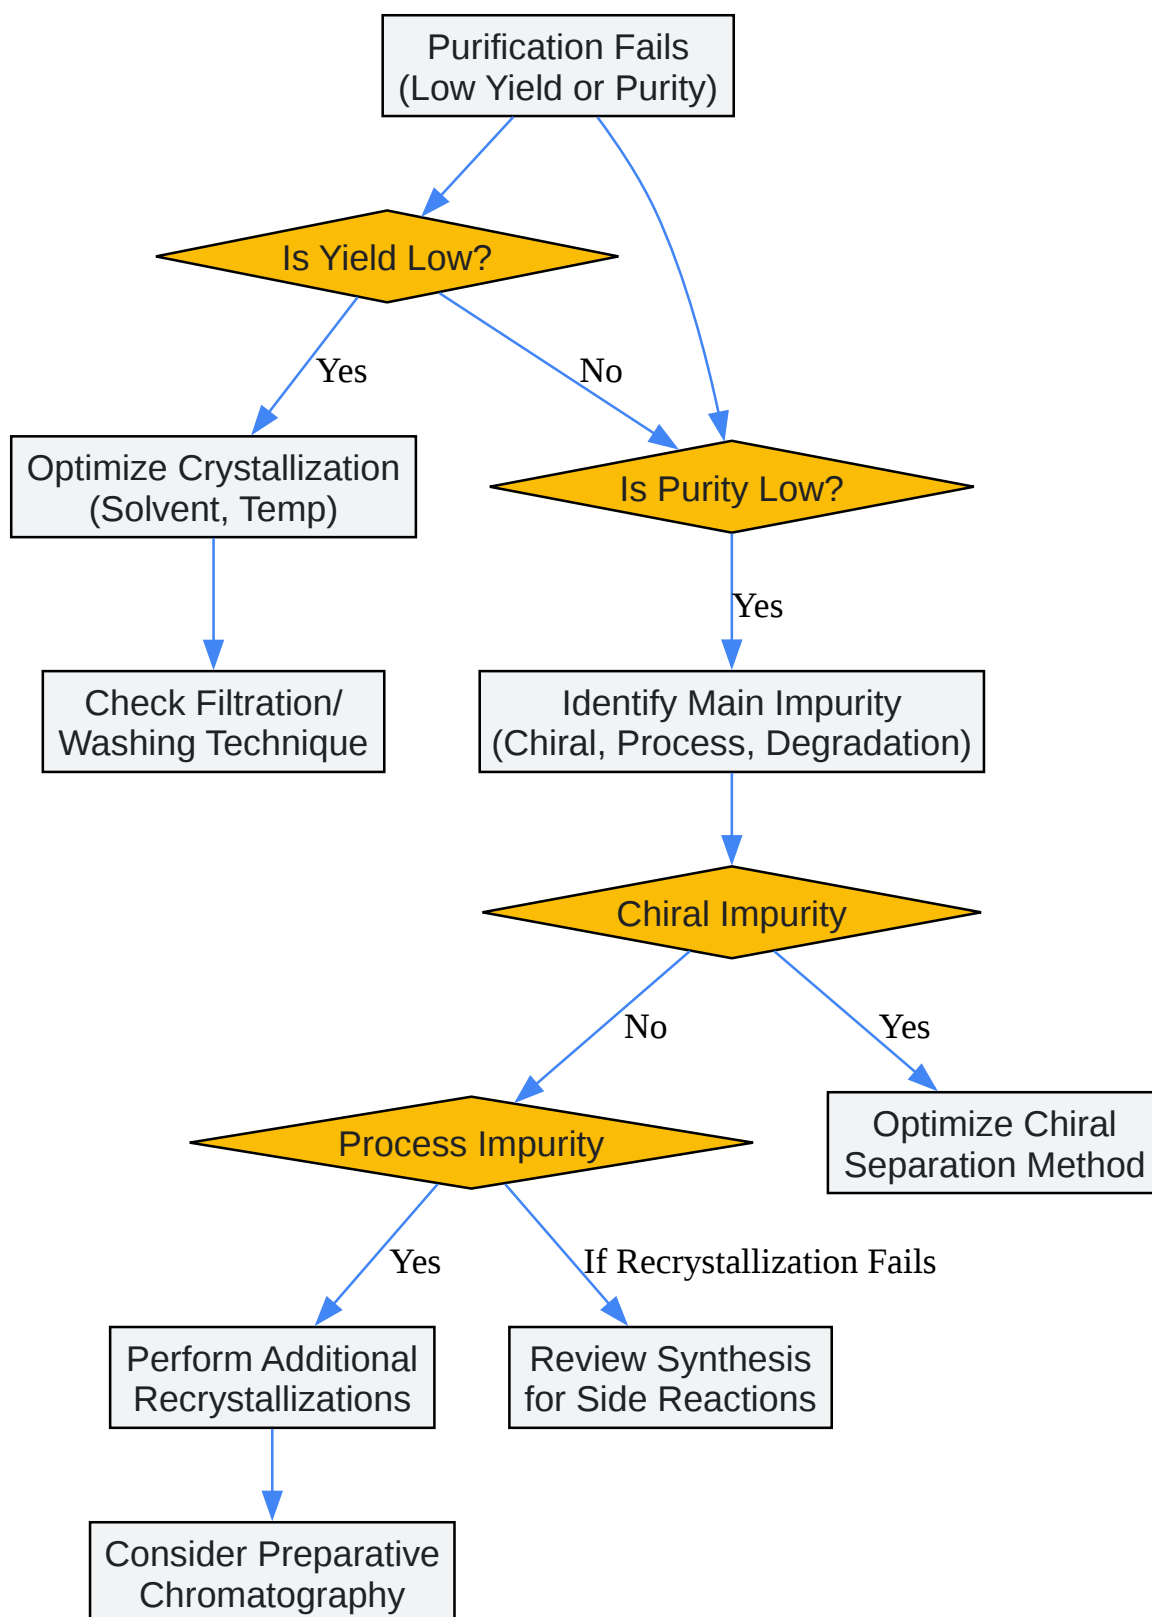 Purification Fails
(Low Yield or Purity)
Is Yield Low?
Yes
No
Optimize Crystallization
(Solvent, Temp)
Is Purity Low?
Yes
Check Filtration/
Washing Technique
Identify Main Impurity
(Chiral, Process, Degradation)
Chiral Impurity
No
Yes
Process Impurity
Optimize Chiral
Separation Method
Yes
If Recrystallization Fails
Perform Additional
Recrystallizations
Review Synthesis
for Side Reactions
Consider Preparative
Chromatography